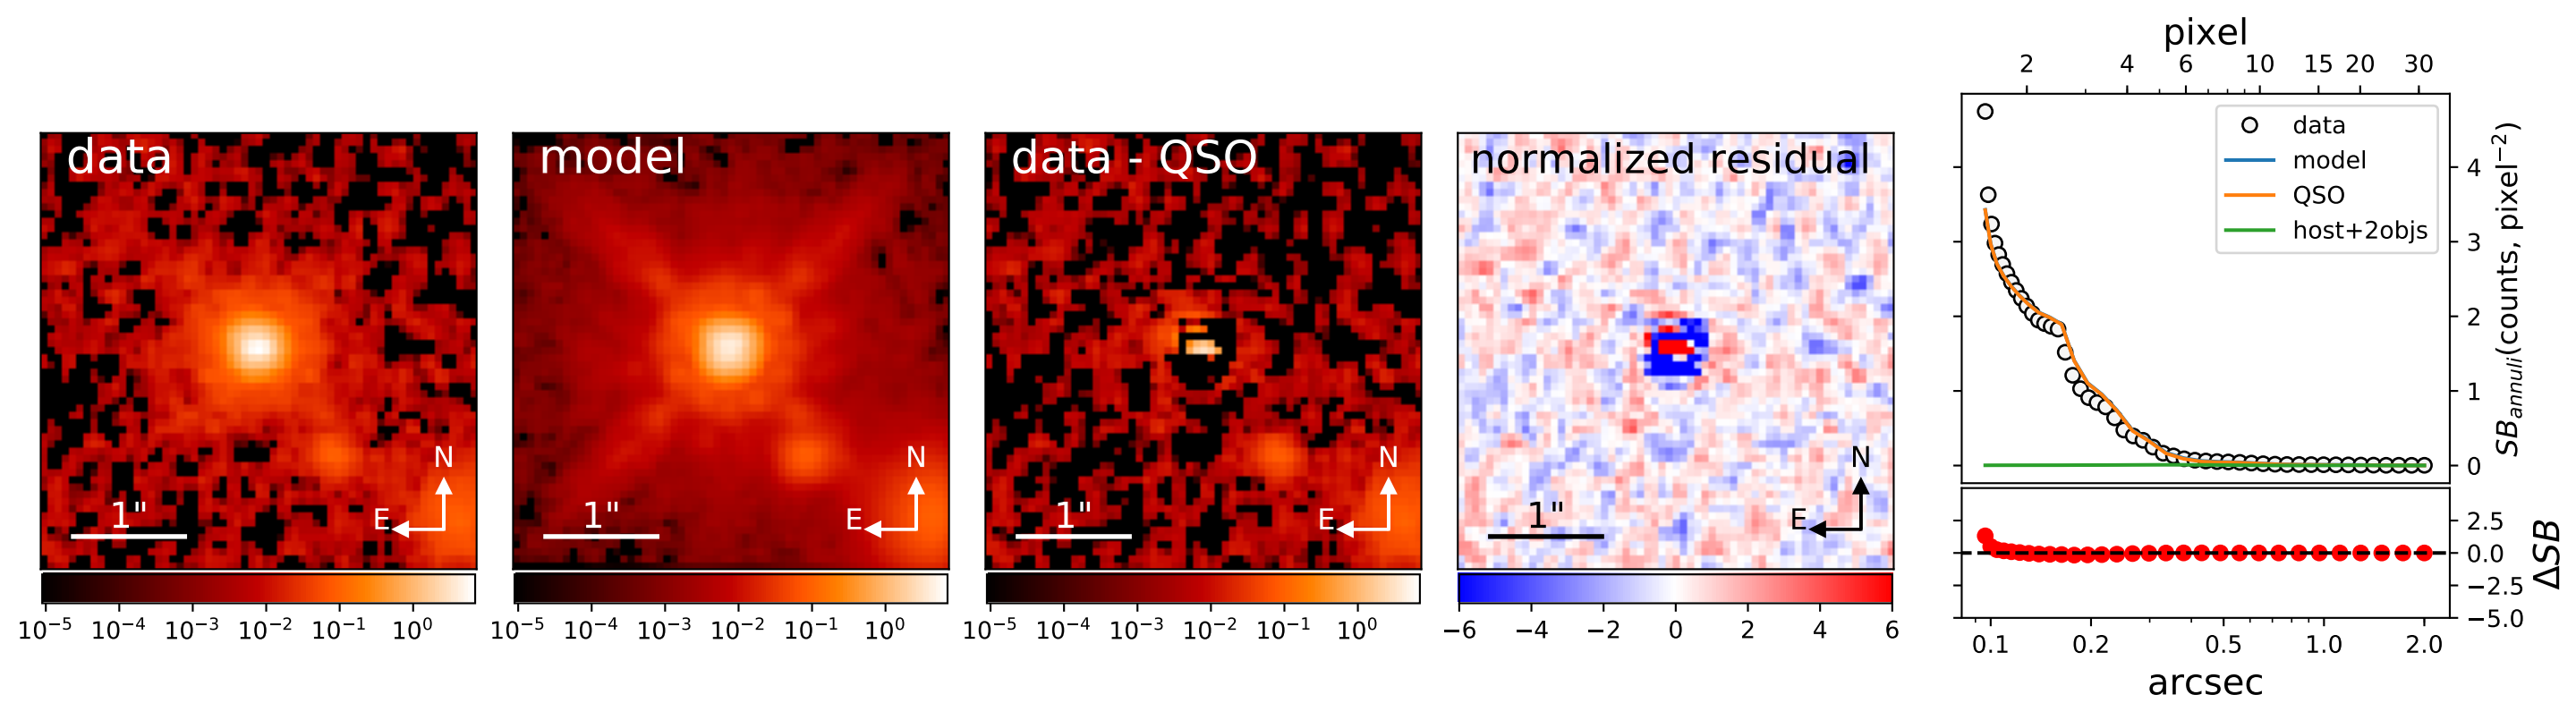 data
N
E
1"
10⁻⁵ 10⁻⁴ 10⁻³ 10⁻² 10⁻¹ 10⁰
model
N
E
1"
10⁻⁵ 10⁻⁴ 10⁻³ 10⁻² 10⁻¹ 10⁰
data - QSO
N
E
1"
10⁻⁵ 10⁻⁴ 10⁻³ 10⁻² 10⁻¹ 10⁰
normalized residual
N
E
1"
−6 −4 −2 0 2 4 6
pixel
2 4 6 10 15 20 30
data
model
QSO
host+2objs
4
3
2
1
0
SB_annuli(counts, pixel⁻²)
2.5
0.0
−2.5
−5.0
ΔSB
0.1 0.2 0.5 1.0 2.0
arcsec